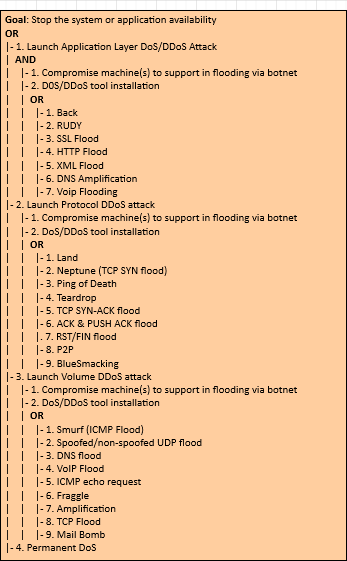 Goal: Stop the system or application availability
OR
|- 1. Launch Application Layer DoS/DDoS Attack
| AND
| |- 1. Compromise machine(s) to support in flooding via botnet
| |- 2. D0S/DDoS tool installation
| | OR
| | |- 1. Back
| | |- 2. RUDY
| | |- 3. SSL Flood
| | |- 4. HTTP Flood
| | |- 5. XML Flood
| | |- 6. DNS Amplification
| | |- 7. Voip Flooding
|- 2. Launch Protocol DDoS attack
| |- 1. Compromise machine(s) to support in flooding via botnet
| |- 2. DoS/DDoS tool installation
| | OR
| | |- 1. Land
| | |- 2. Neptune (TCP SYN flood)
| | |- 3. Ping of Death
| | |- 4. Teardrop
| | |- 5. TCP SYN-ACK flood
| | |- 6. ACK & PUSH ACK flood
| | |- 7. RST/FIN flood
| | |- 8. P2P
| | |- 9. BlueSmacking
|- 3. Launch Volume DDoS attack
| |- 1. Compromise machine(s) to support in flooding via botnet
| |- 2. DoS/DDoS tool installation
| | OR
| | |- 1. Smurf (ICMP Flood)
| | |- 2. Spoofed/non-spoofed UDP flood
| | |- 3. DNS flood
| | |- 4. VoIP Flood
| | |- 5. ICMP echo request
| | |- 6. Fraggle
| | |- 7. Amplification
| | |- 8. TCP Flood
| | |- 9. Mail Bomb
|- 4. Permanent DoS